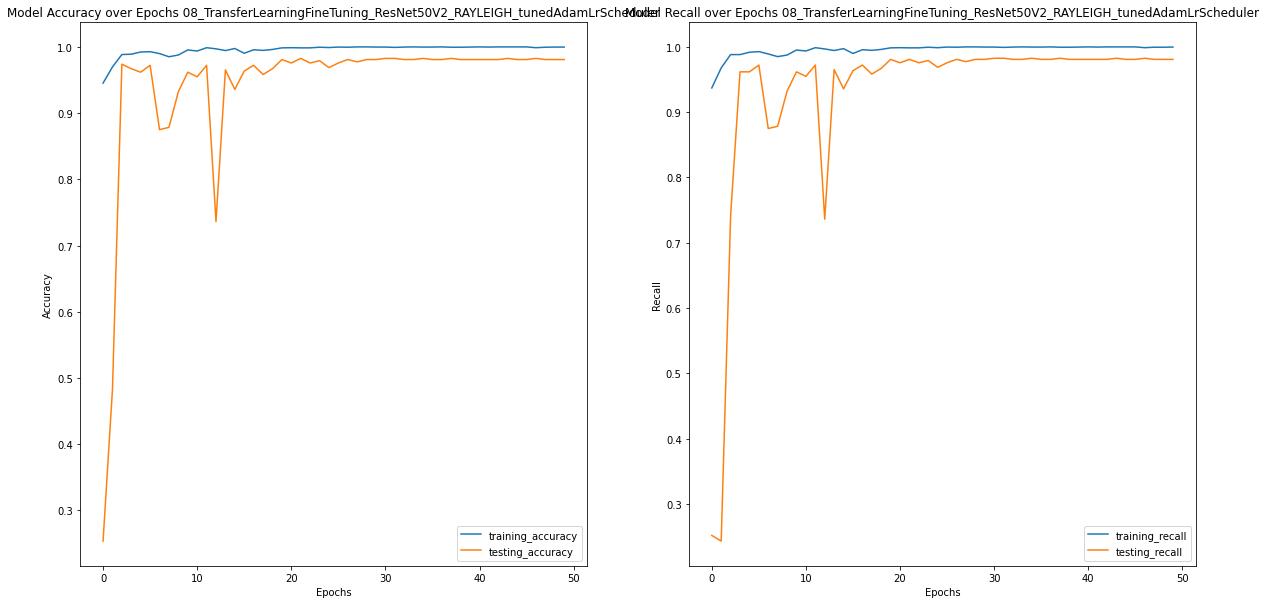 Model Accuracy over Epochs 08_TransferLearningFineTuning_ResNet50V2_RAYLEIGH_tunedAdamLrScheduler
1.0
0.9
0.8
0.7
0.6
0.5
0.4
0.3
Accuracy
0 10 20 30 40 50
Epochs
training_accuracy
testing_accuracy
Model Recall over Epochs 08_TransferLearningFineTuning_ResNet50V2_RAYLEIGH_tunedAdamLrScheduler
1.0
0.9
0.8
0.7
0.6
0.5
0.4
0.3
Recall
0 10 20 30 40 50
Epochs
training_recall
testing_recall